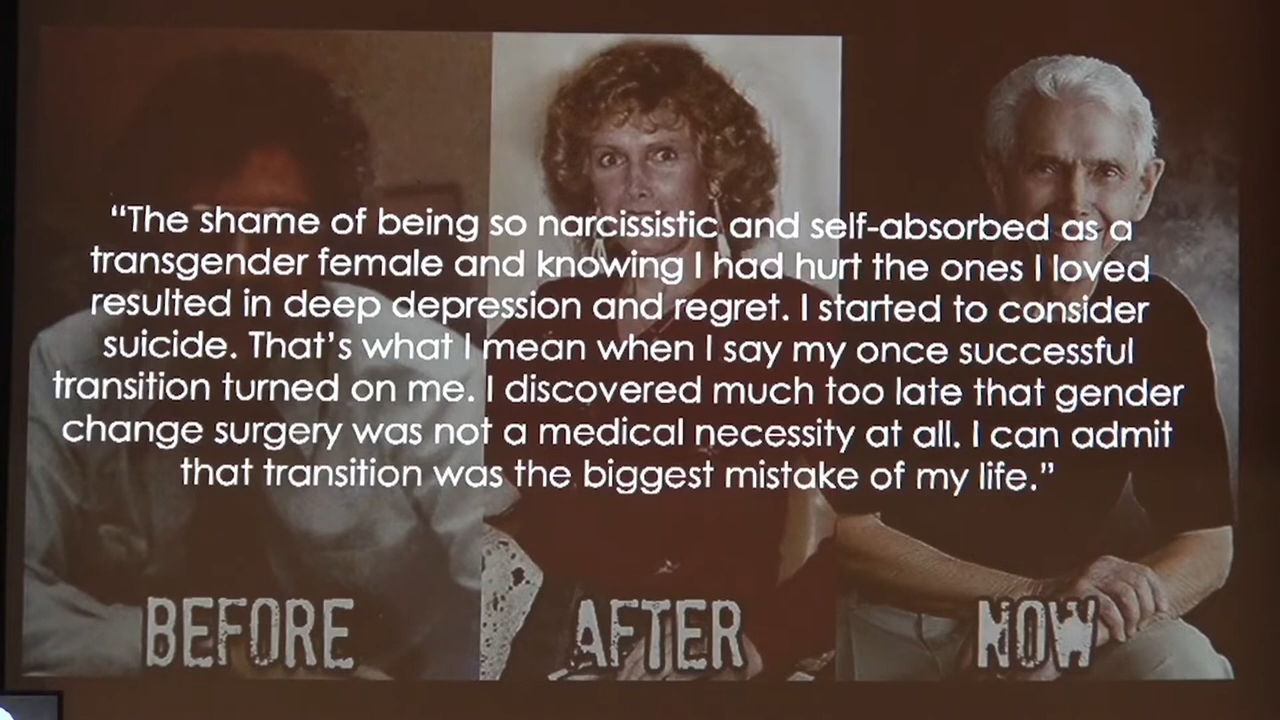 “The shame of being so narcissistic and self-absorbed as a
transgender female and knowing I had hurt the ones I loved
resulted in deep depression and regret. I started to consider
suicide. That’s what I mean when I say my once successful
transition turned on me. I discovered much too late that gender
change surgery was not a medical necessity at all. I can admit
that transition was the biggest mistake of my life.”
BEFORE AFTER NOW